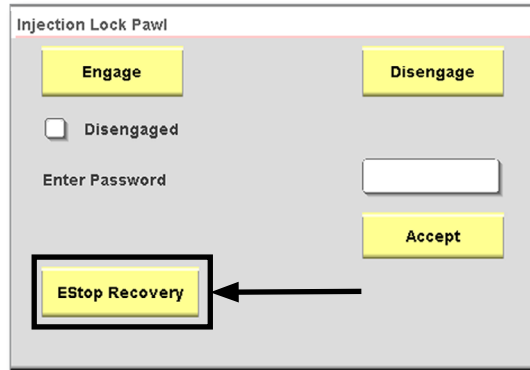 Injection Lock Pawl
Engage
Disengage
Disengaged
Enter Password
Accept
EStop Recovery